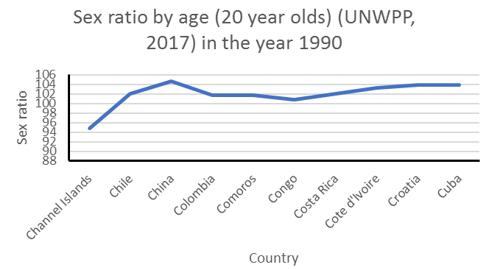 Sex ratio by age (20 year olds) (UNWPP,
2017) in the year 1990
106
104
102
100
98
96
94
92
90
88
Sex ratio
Channel Islands
Chile
China
Colombia
Comoros
Congo
Costa Rica
Cote d'Ivoire
Croatia
Cuba
Country